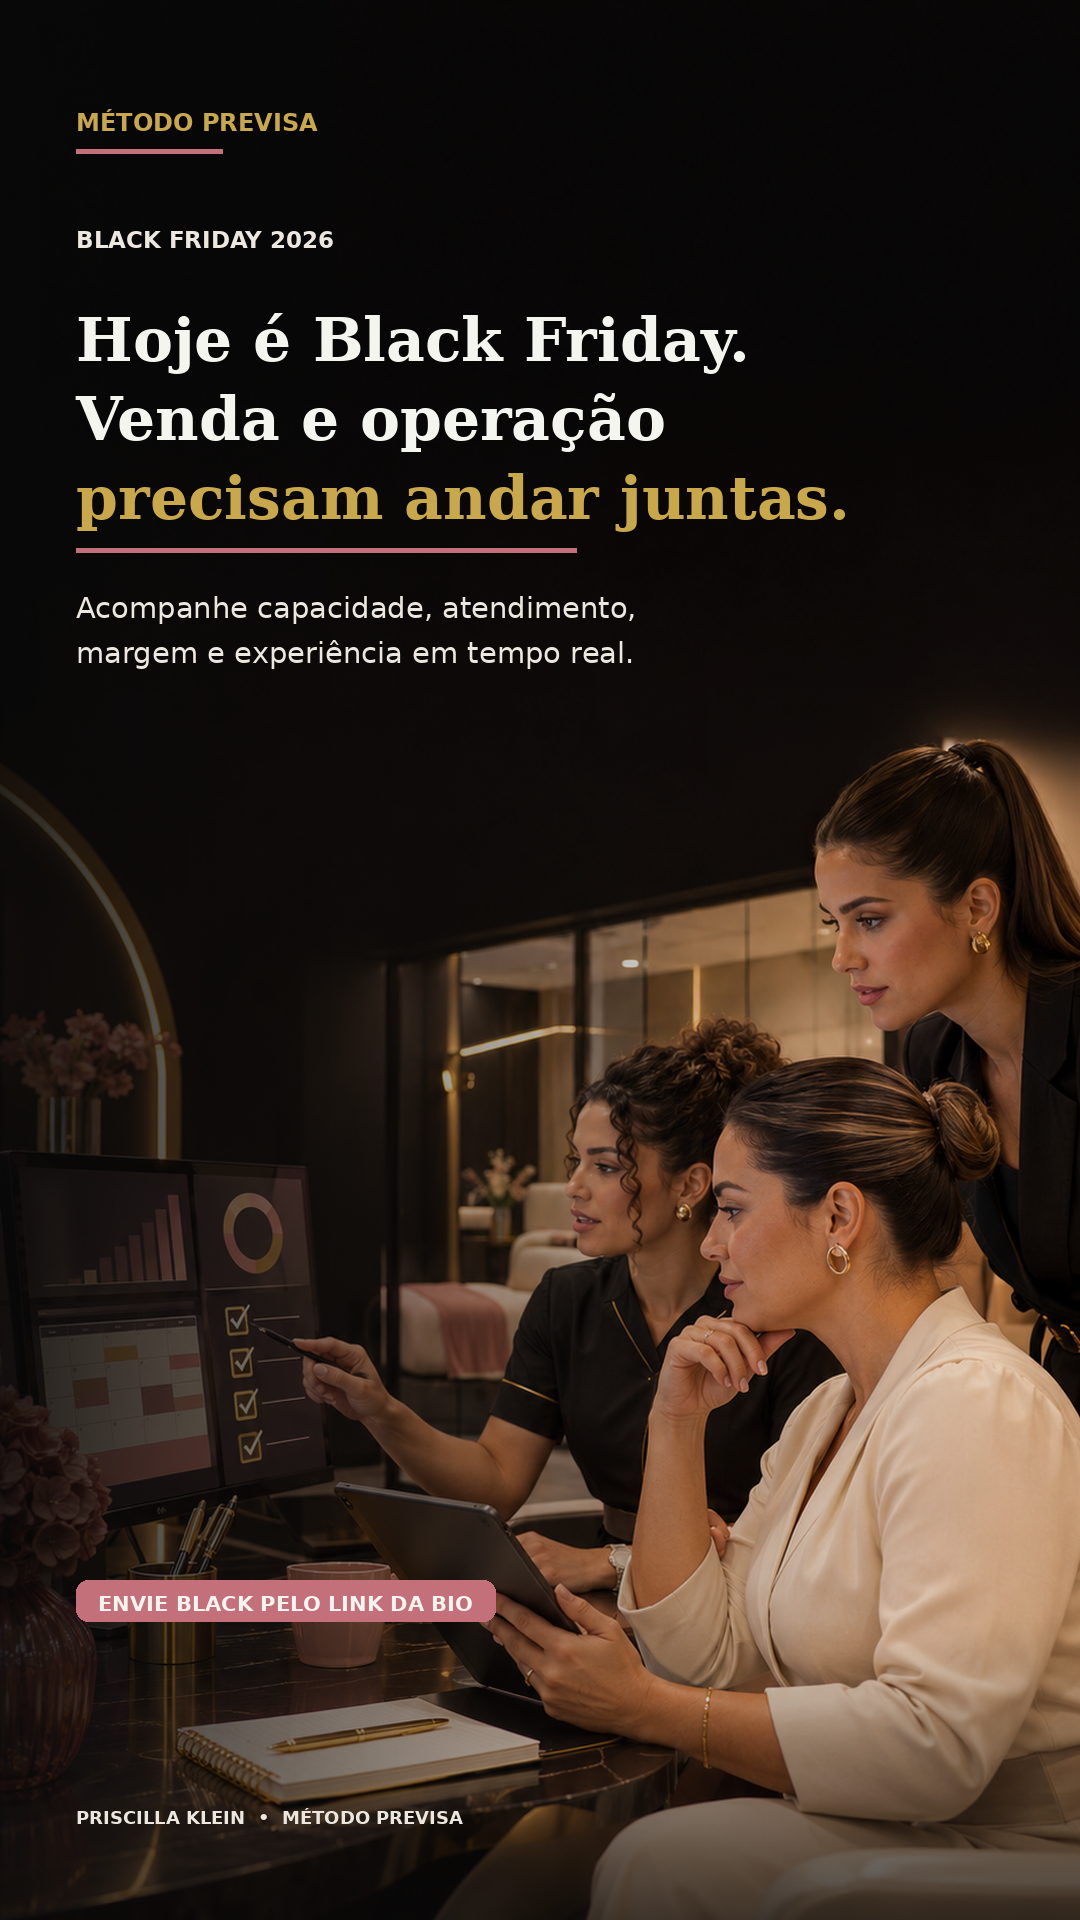 MÉTODO PREVISA
BLACK FRIDAY 2026
Hoje é Black Friday.
Venda e operação
precisam andar juntas.
Acompanhe capacidade, atendimento,
margem e experiência em tempo real.
ENVIE BLACK PELO LINK DA BIO
PRISCILLA KLEIN • MÉTODO PREVISA